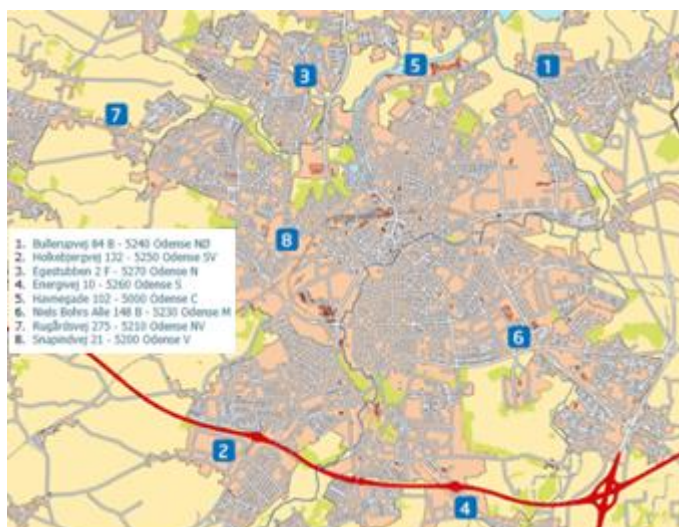 3
5
1
7
8
1. Bullerupvej 84 B - 5240 Odense NØ
2. Holkebjergvej 132 - 5250 Odense SV
3. Egestubben 2 F - 5270 Odense N
4. Energivej 10 - 5260 Odense S
5. Havnegade 102 - 5000 Odense C
6. Niels Bohrs Alle 148 B - 5230 Odense M
7. Rugårdsvej 275 - 5210 Odense NV
8. Snapindvej 21 - 5200 Odense V
6
2
4